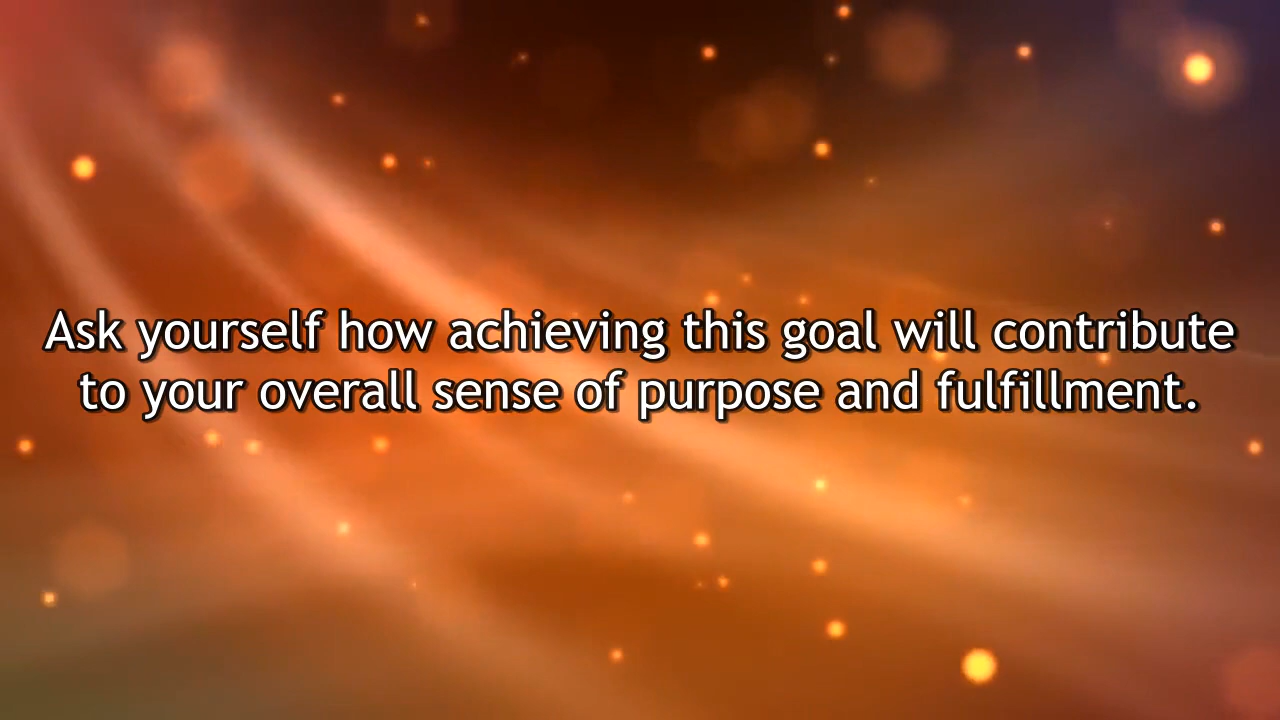 Ask yourself how achieving this goal will contribute
to your overall sense of purpose and fulfillment.